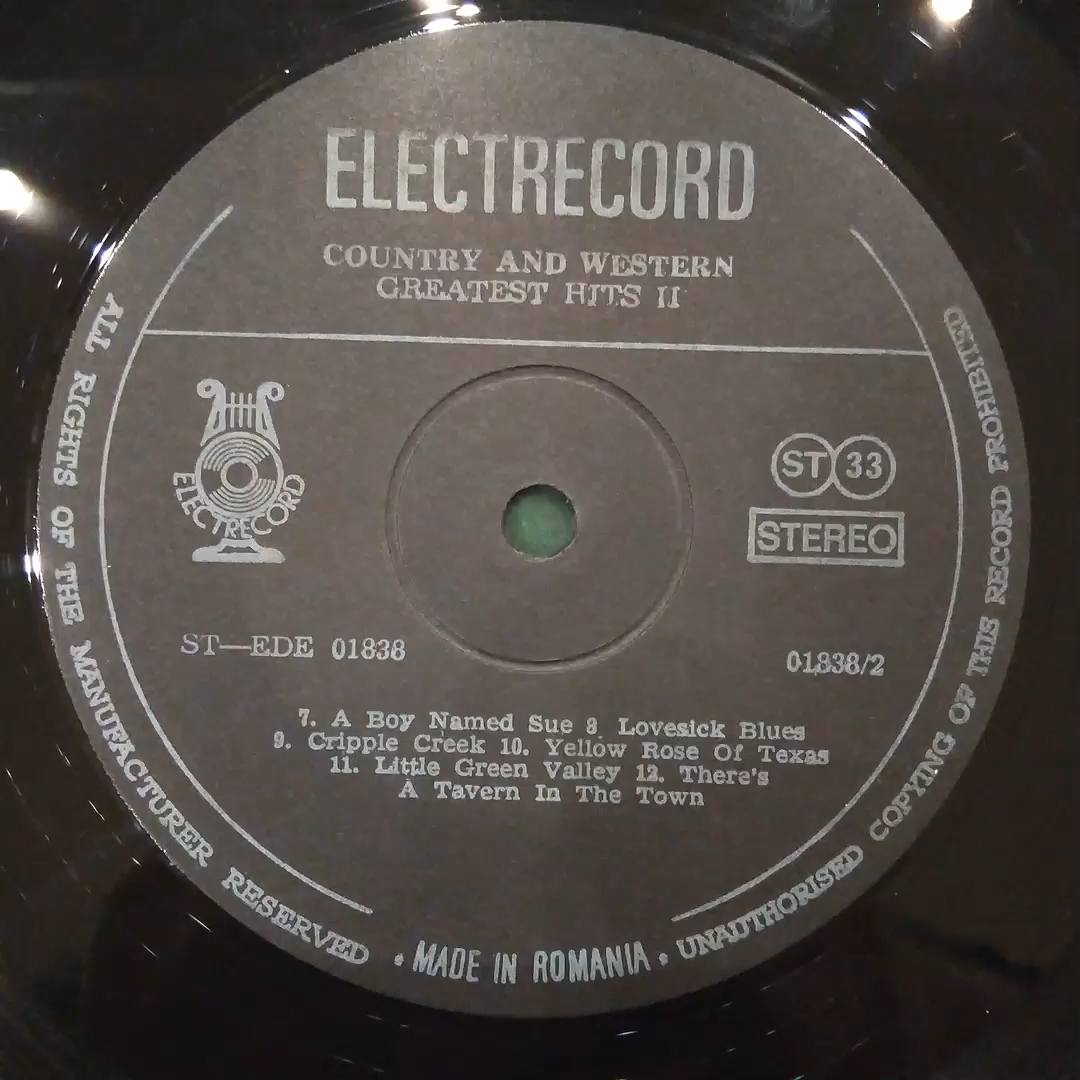 ELECTRECORD
COUNTRY AND WESTERN
GREATEST HITS II
ELECTRECORD
ST 33
STEREO
ST—EDE 01838
01838/2
7. A Boy Named Sue 8. Lovesick Blues
9. Cripple Creek 10. Yellow Rose Of Texas
11. Little Green Valley 12. There's
A Tavern In The Town
ALL RIGHTS OF THE MANUFACTURER RESERVED • MADE IN ROMANIA • UNAUTHORISED COPYING OF THIS RECORD PROHIBITED